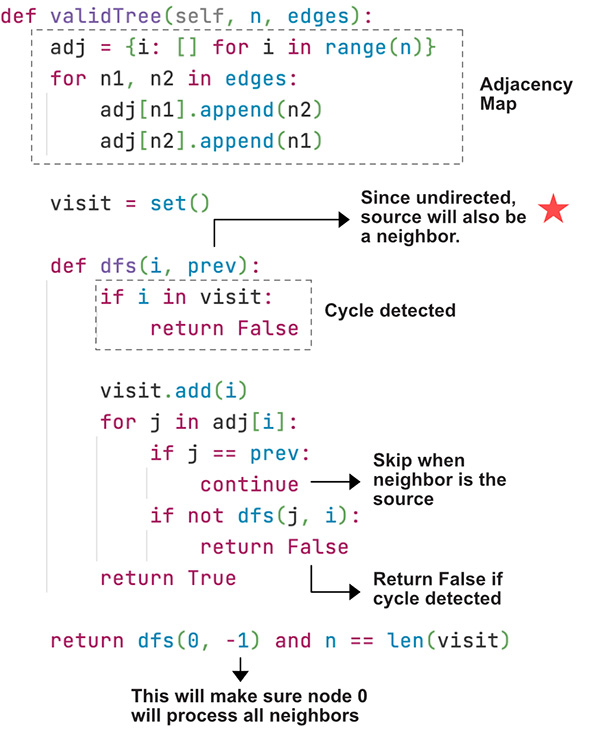 def validTree(self, n, edges):
    adj = {i: [] for i in range(n)}
    for n1, n2 in edges:
        adj[n1].append(n2)
        adj[n2].append(n1)
Adjacency
Map
    visit = set()
Since undirected,
source will also be
a neighbor.
    def dfs(i, prev):
        if i in visit:
            return False
Cycle detected
        visit.add(i)
        for j in adj[i]:
            if j == prev:
                continue
Skip when
neighbor is the
source
            if not dfs(j, i):
                return False
        return True
Return False if
cycle detected
    return dfs(0, -1) and n == len(visit)
This will make sure node 0
will process all neighbors